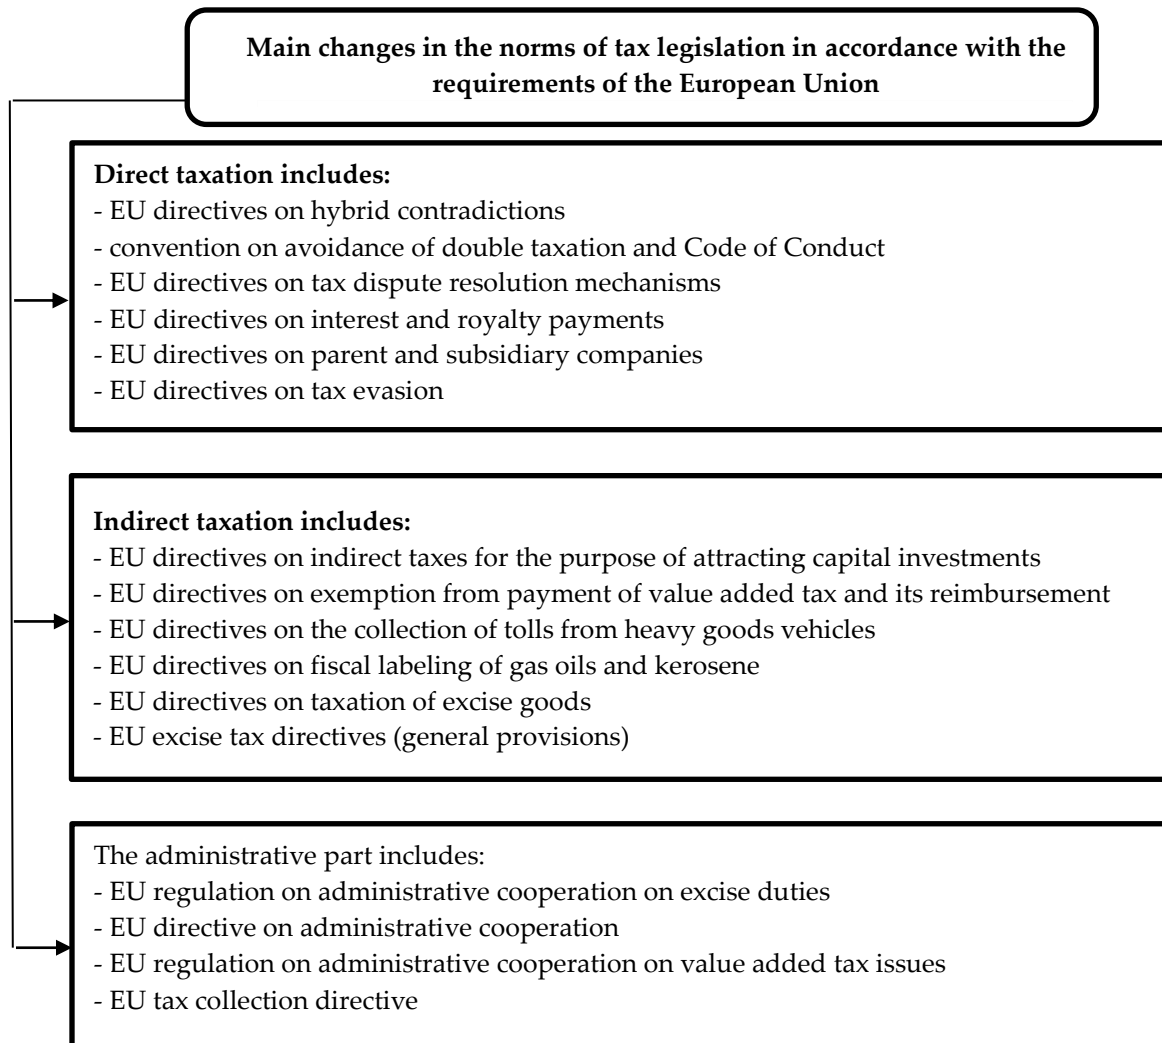 Main changes in the norms of tax legislation in accordance with the
requirements of the European Union
Direct taxation includes:
- EU directives on hybrid contradictions
- convention on avoidance of double taxation and Code of Conduct
- EU directives on tax dispute resolution mechanisms
- EU directives on interest and royalty payments
- EU directives on parent and subsidiary companies
- EU directives on tax evasion
Indirect taxation includes:
- EU directives on indirect taxes for the purpose of attracting capital investments
- EU directives on exemption from payment of value added tax and its reimbursement
- EU directives on the collection of tolls from heavy goods vehicles
- EU directives on fiscal labeling of gas oils and kerosene
- EU directives on taxation of excise goods
- EU excise tax directives (general provisions)
The administrative part includes:
- EU regulation on administrative cooperation on excise duties
- EU directive on administrative cooperation
- EU regulation on administrative cooperation on value added tax issues
- EU tax collection directive